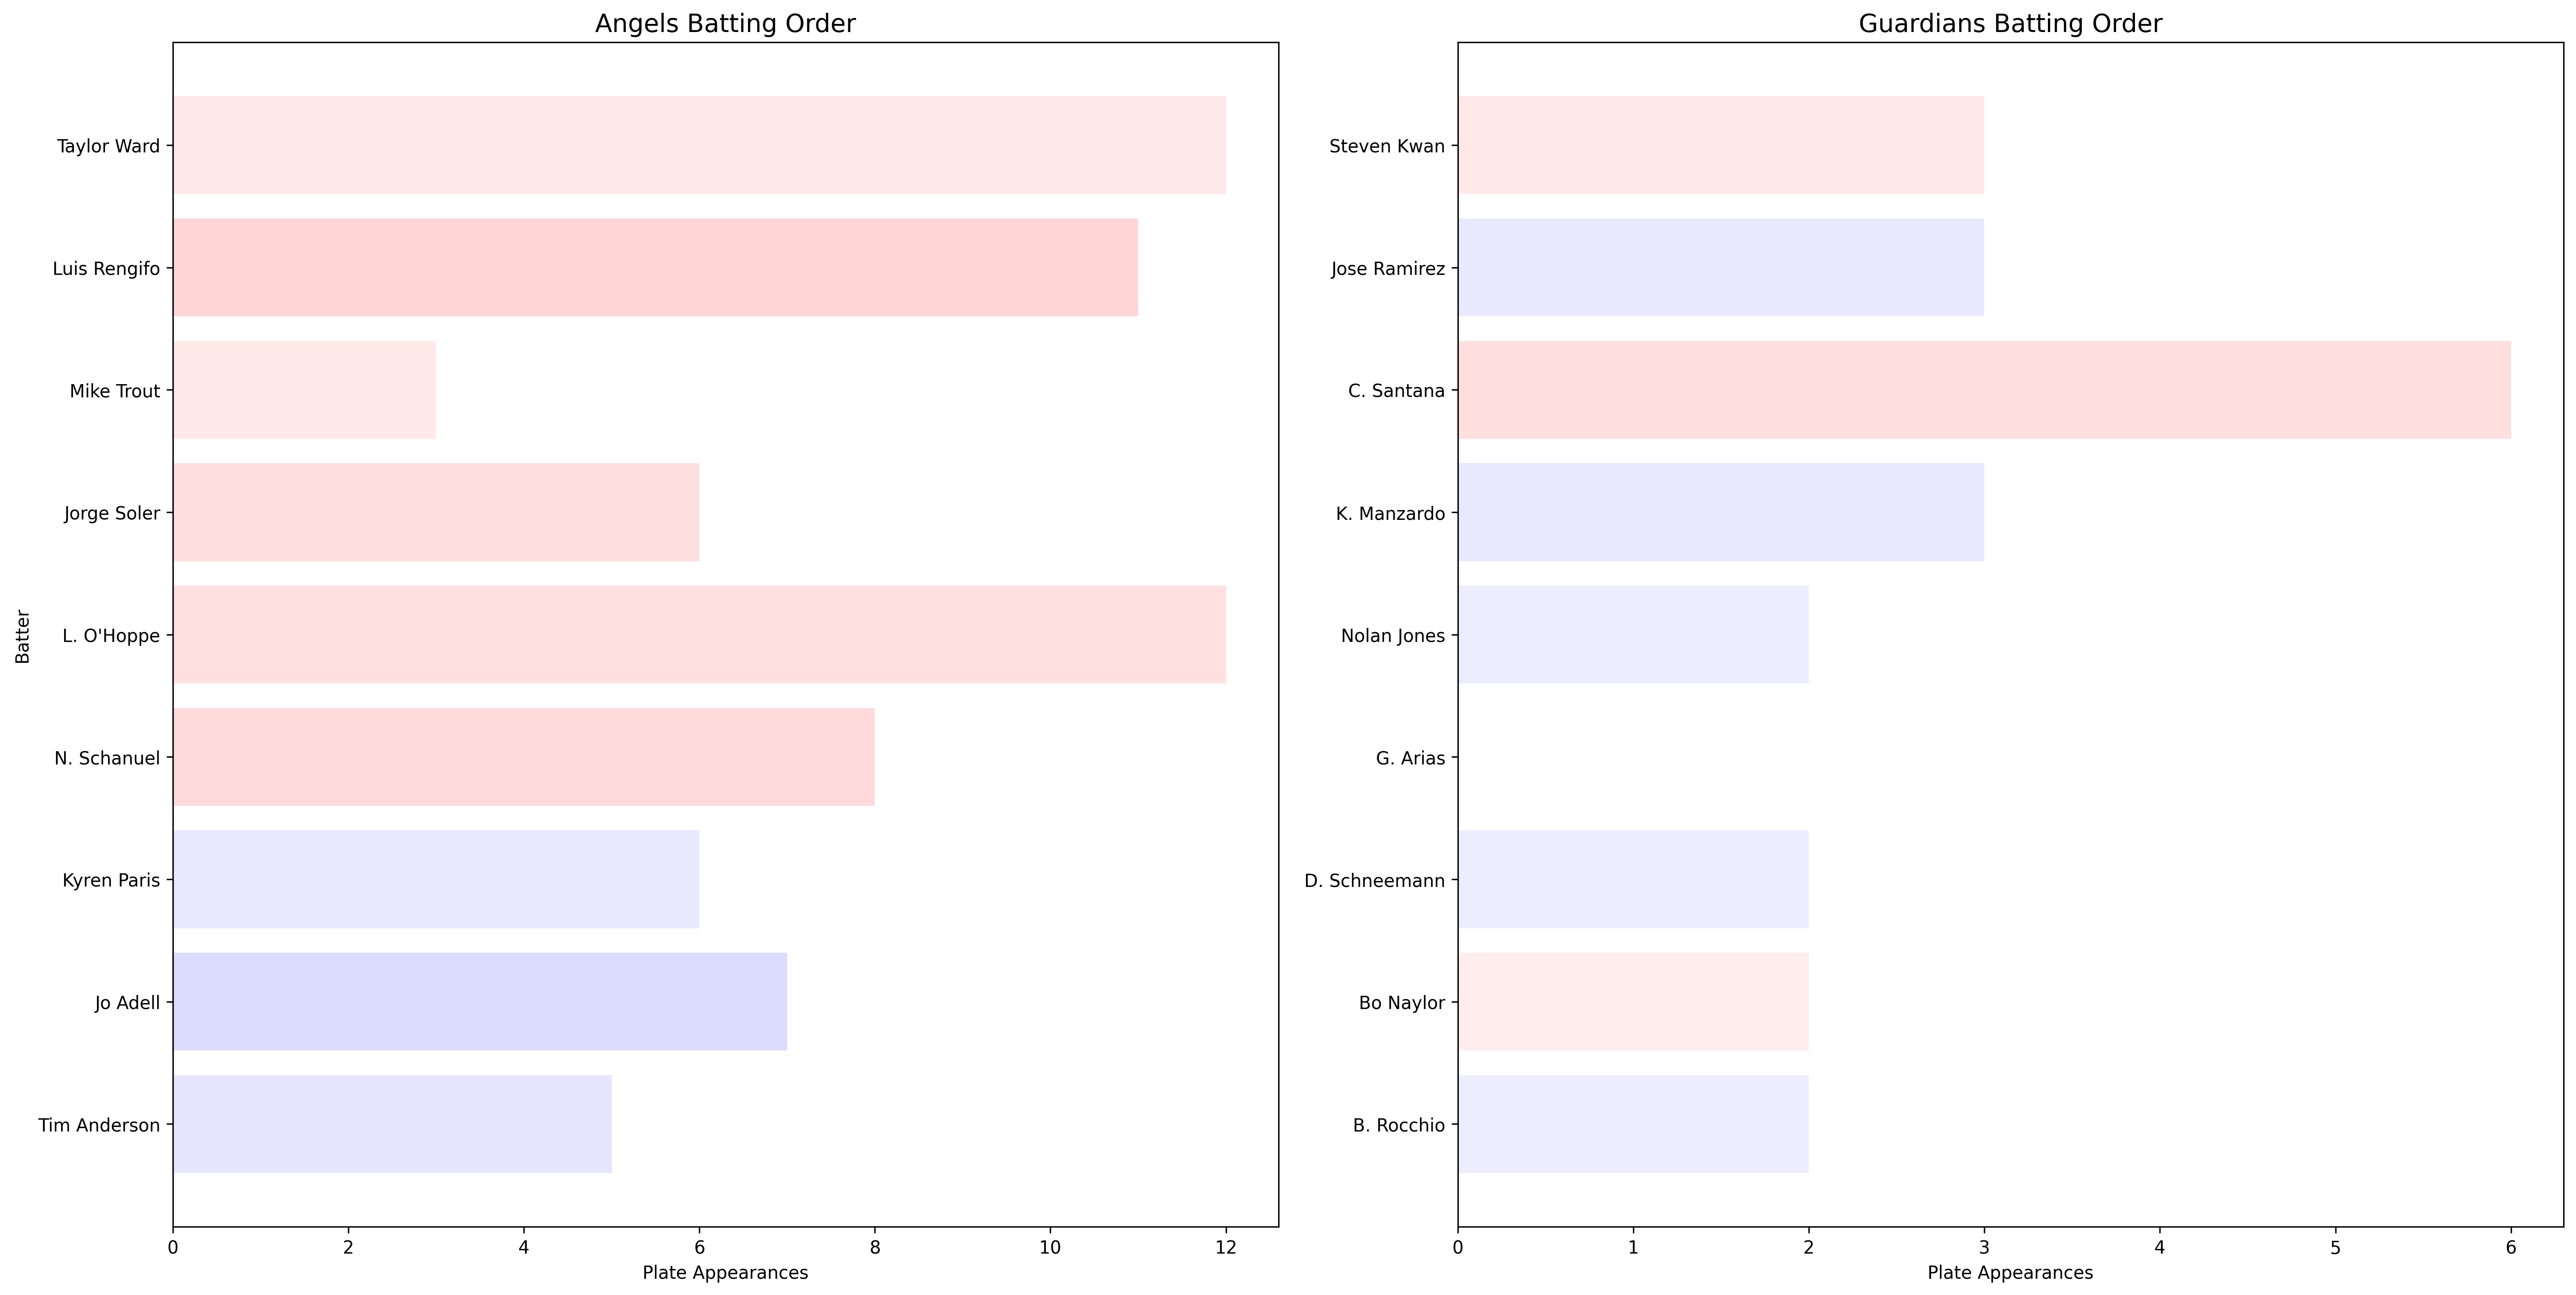 Angels Batting Order
Batter
Taylor Ward
Luis Rengifo
Mike Trout
Jorge Soler
L. O'Hoppe
N. Schanuel
Kyren Paris
Jo Adell
Tim Anderson
0 2 4 6 8 10 12
Plate Appearances
Guardians Batting Order
Steven Kwan
Jose Ramirez
C. Santana
K. Manzardo
Nolan Jones
G. Arias
D. Schneemann
Bo Naylor
B. Rocchio
0 1 2 3 4 5 6
Plate Appearances